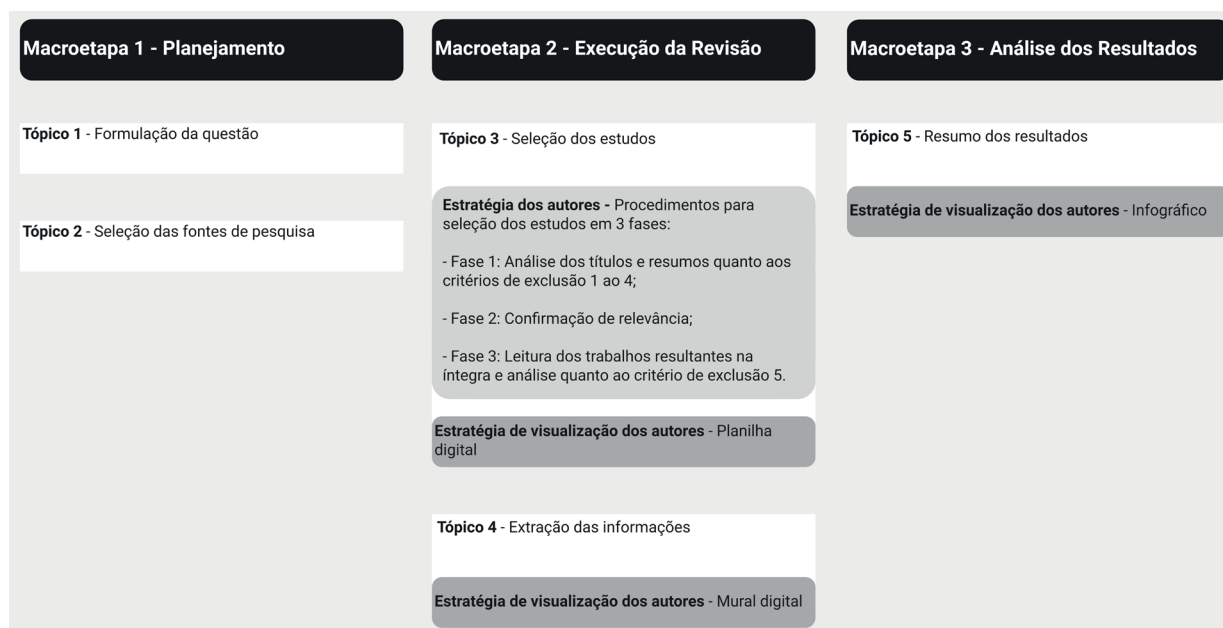 Macroetapa 1 - Planejamento
Tópico 1 - Formulação da questão
Tópico 2 - Seleção das fontes de pesquisa
Macroetapa 2 - Execução da Revisão
Tópico 3 - Seleção dos estudos
Estratégia dos autores - Procedimentos para
seleção dos estudos em 3 fases:
- Fase 1: Análise dos títulos e resumos quanto aos
critérios de exclusão 1 ao 4;
- Fase 2: Confirmação de relevância;
- Fase 3: Leitura dos trabalhos resultantes na
íntegra e análise quanto ao critério de exclusão 5.
Estratégia de visualização dos autores - Planilha
digital
Tópico 4 - Extração das informações
Estratégia de visualização dos autores - Mural digital
Macroetapa 3 - Análise dos Resultados
Tópico 5 - Resumo dos resultados
Estratégia de visualização dos autores - Infográfico